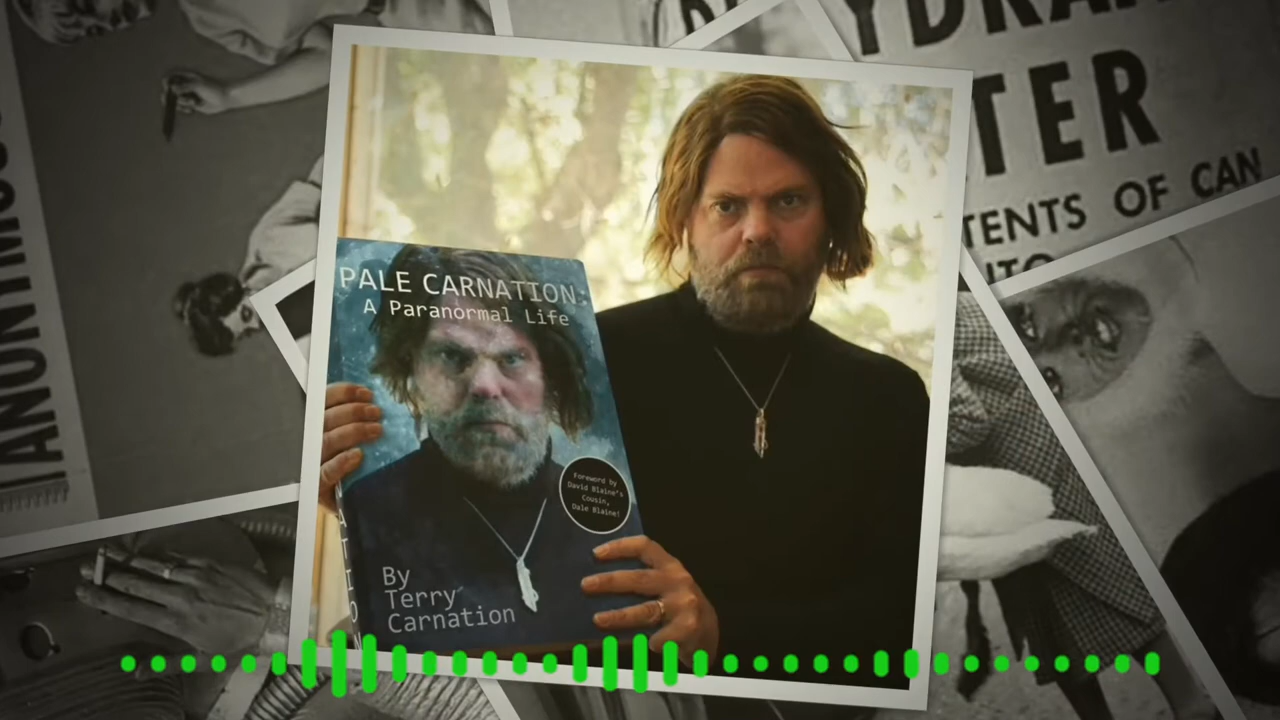 PALE CARNATION:
A Paranormal Life
Foreword by
David Blaine's
Cousin,
Dale Blaine!
By
Terry
Carnation
TER
TENTS OF CAN